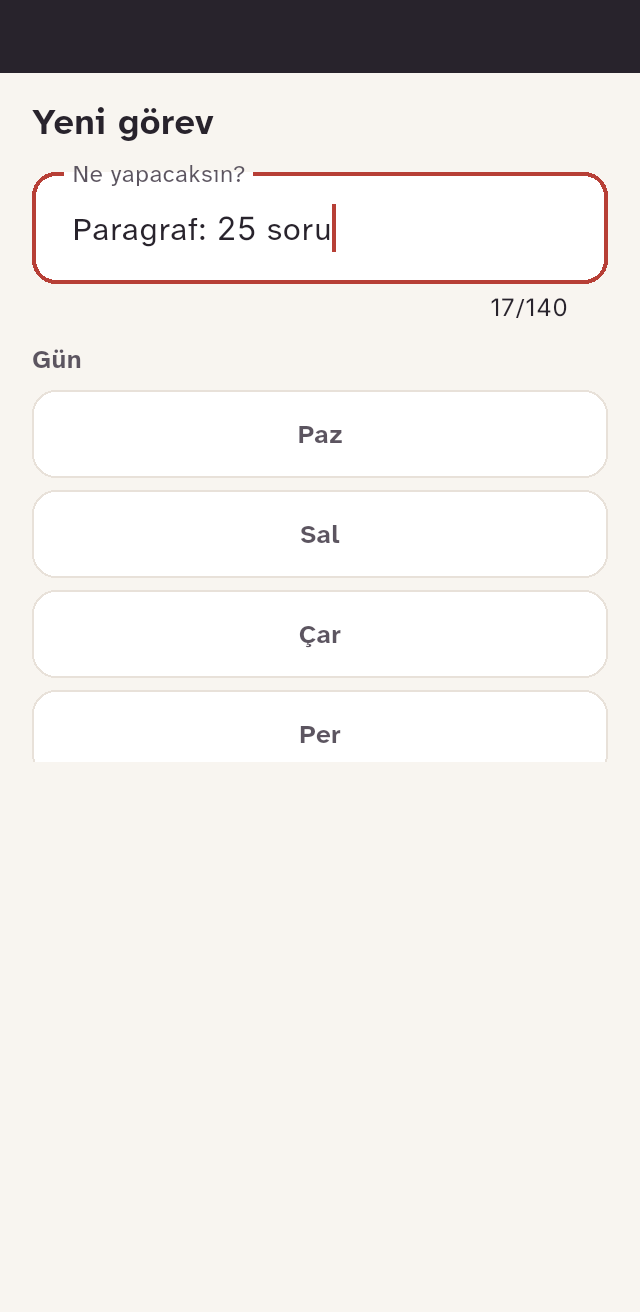 Yeni görev
Ne yapacaksın?
Paragraf: 25 soru
17/140
Gün
Paz
Sal
Çar
Per